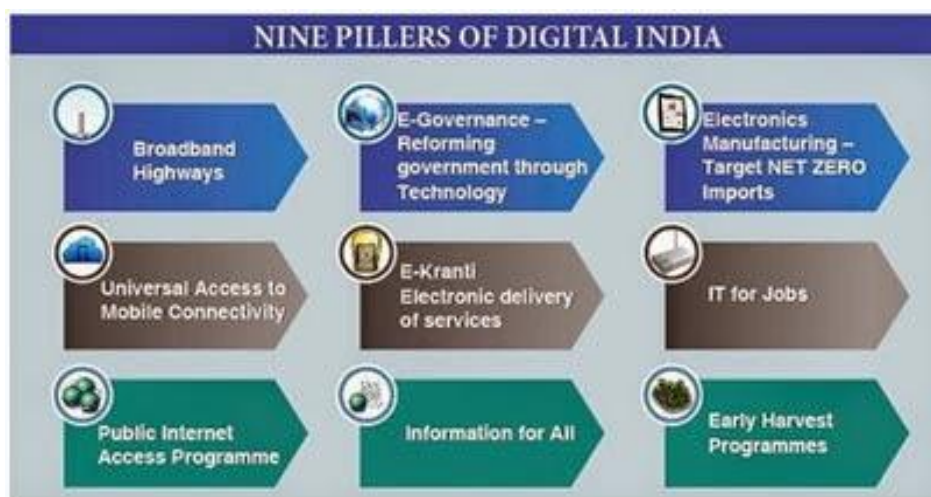 NINE PILLERS OF DIGITAL INDIA
Broadband
Highways
E-Governance –
Reforming
government through
Technology
Electronics
Manufacturing –
Target NET ZERO
Imports
Universal Access to
Mobile Connectivity
E-Kranti
Electronic delivery
of services
IT for Jobs
Public Internet
Access Programme
Information for All
Early Harvest
Programmes